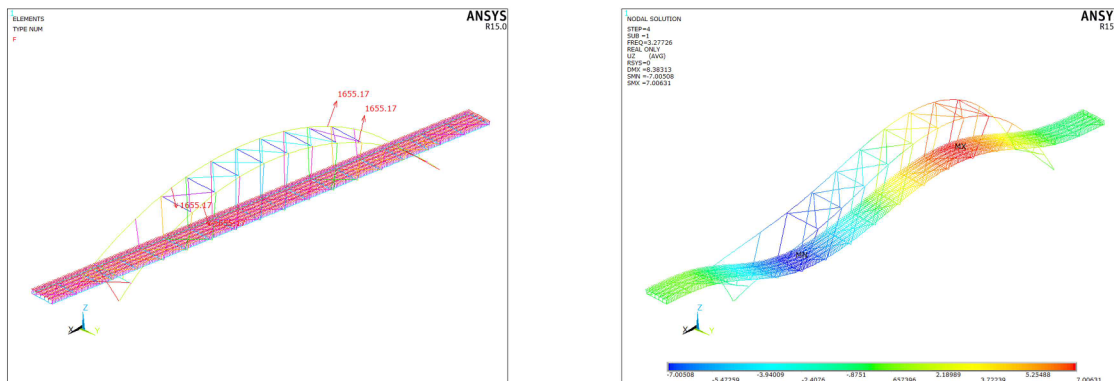 1
ELEMENTS
TYPE NUM
F
ANSYS
R15.0
1655.17
1655.17
1655.17
Z
X
Y
1
NODAL SOLUTION
STEP=4
SUB =1
FREQ=3.27726
REAL ONLY
UZ (AVG)
RSYS=0
DMX =8.38313
SMN =-7.00508
SMX =7.00631
ANSY
R15
MX
MN
Z
X
Y
-7.00508 -3.94009 -.8751 2.18989 5.25488
-5.47259 -2.4076 .657396 3.72239 7.00631